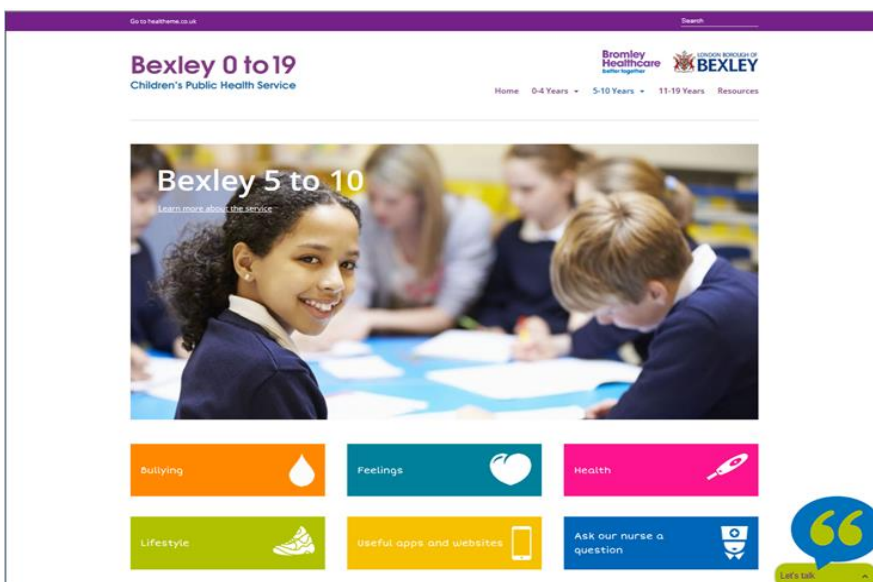 Go to healtheme.co.uk
Search
Bexley 0 to 19
Children's Public Health Service
Bromley
Healthcare
better together
LONDON BOROUGH OF
BEXLEY
Home 0-4 Years 5-10 Years 11-19 Years Resources
Bexley 5 to 10
Learn more about the service
Bullying
Feelings
Health
Lifestyle
Useful apps and websites
Ask our nurse a
question
Let's talk